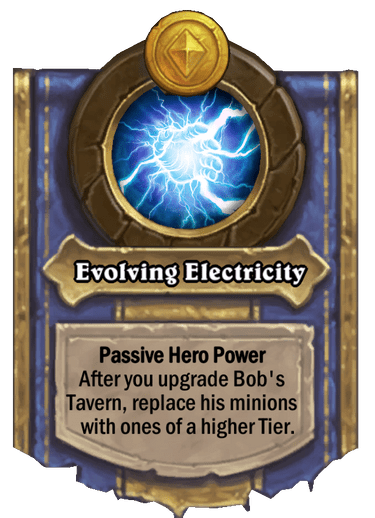 Evolving Electricity
Passive Hero Power
After you upgrade Bob's
Tavern, replace his minions
with ones of a higher Tier.